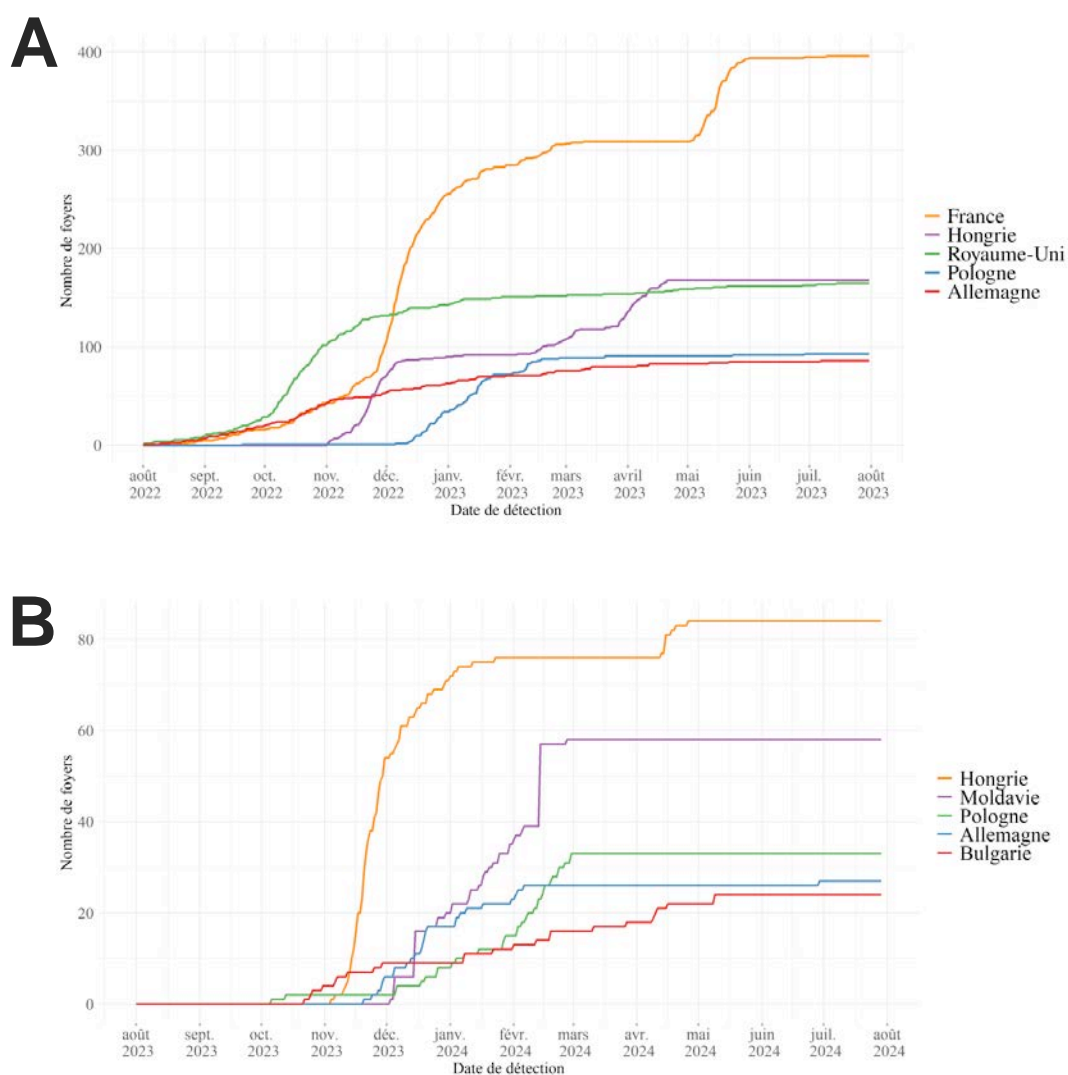 A
400
300
200
100
0
Nombre de foyers
août sept. oct. nov. déc. janv. févr. mars avril mai juin juil. août
2022 2022 2022 2022 2022 2023 2023 2023 2023 2023 2023 2023 2023
Date de détection
France
Hongrie
Royaume-Uni
Pologne
Allemagne
B
80
60
40
20
0
Nombre de foyers
août sept. oct. nov. déc. janv. févr. mars avr. mai juin juil. août
2023 2023 2023 2023 2023 2024 2024 2024 2024 2024 2024 2024 2024
Date de détection
Hongrie
Moldavie
Pologne
Allemagne
Bulgarie